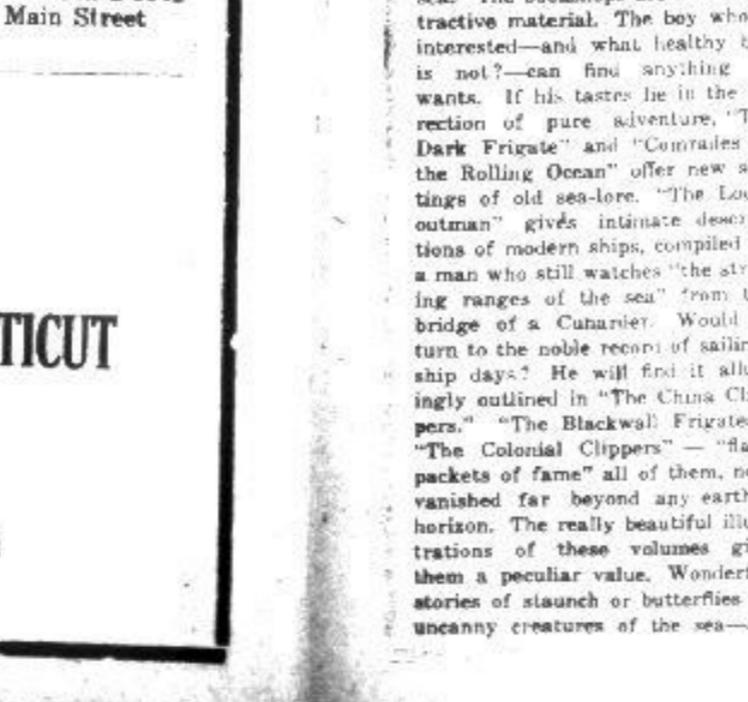 Main Street
TICUT
tractive material. The boy who
interested—and what healthy
is not?—can find anything
wants. If his tastes lie in the
rection of pure adventure, "T
Dark Frigate" and "Comrades
the Rolling Ocean" offer new s
tings of old sea-lore. "The Loo
outman" gives intimate descr
tions of modern ships, compiled
a man who still watches "the str
ing ranges of the sea" from t
bridge of a Cunarder. Would
turn to the noble record of sailin
ship days? He will find it allu
ingly outlined in "The China Cl
pers." "The Blackwall Frigates
"The Colonial Clippers" — "fla
packets of fame" all of them, no
vanished far beyond any earth
horizon. The really beautiful illu
trations of these volumes gi
them a peculiar value. Wonderf
stories of staunch or butterflies
uncanny creatures of the sea—